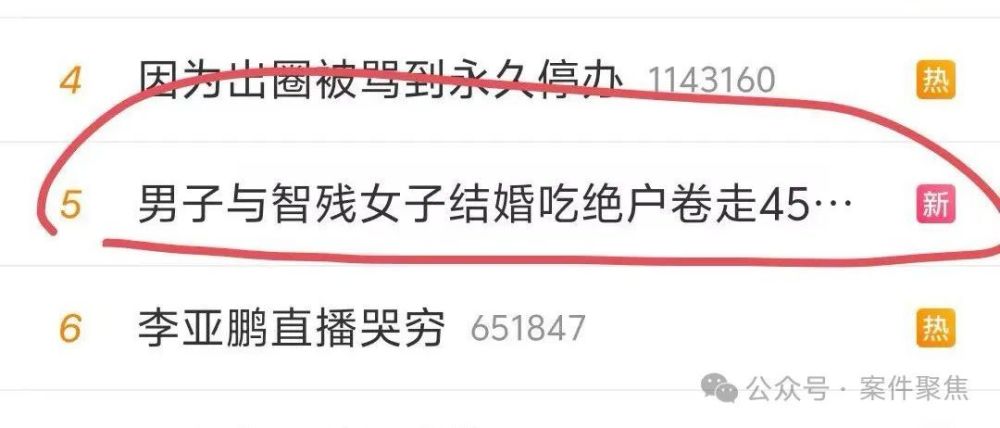 4 因为出圈被骂到永久停办 1143160 热
5 男子与智残女子结婚吃绝户卷走45… 新
6 李亚鹏直播哭穷 651847 热
公众号 · 案件聚焦